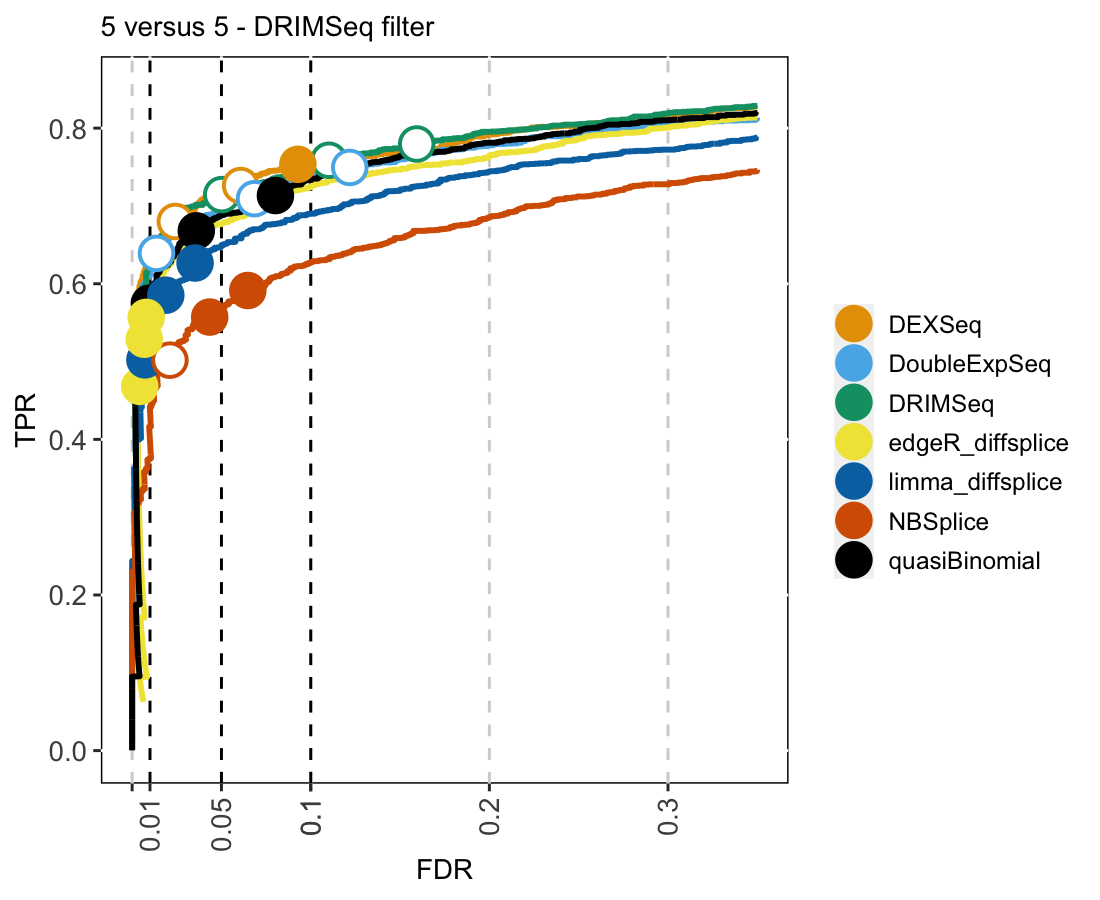 5 versus 5 - DRIMSeq filter
TPR
0.8
0.6
0.4
0.2
0.0
0.01
0.05
0.1
0.2
0.3
FDR
DEXSeq
DoubleExpSeq
DRIMSeq
edgeR_diffsplice
limma_diffsplice
NBSplice
quasiBinomial